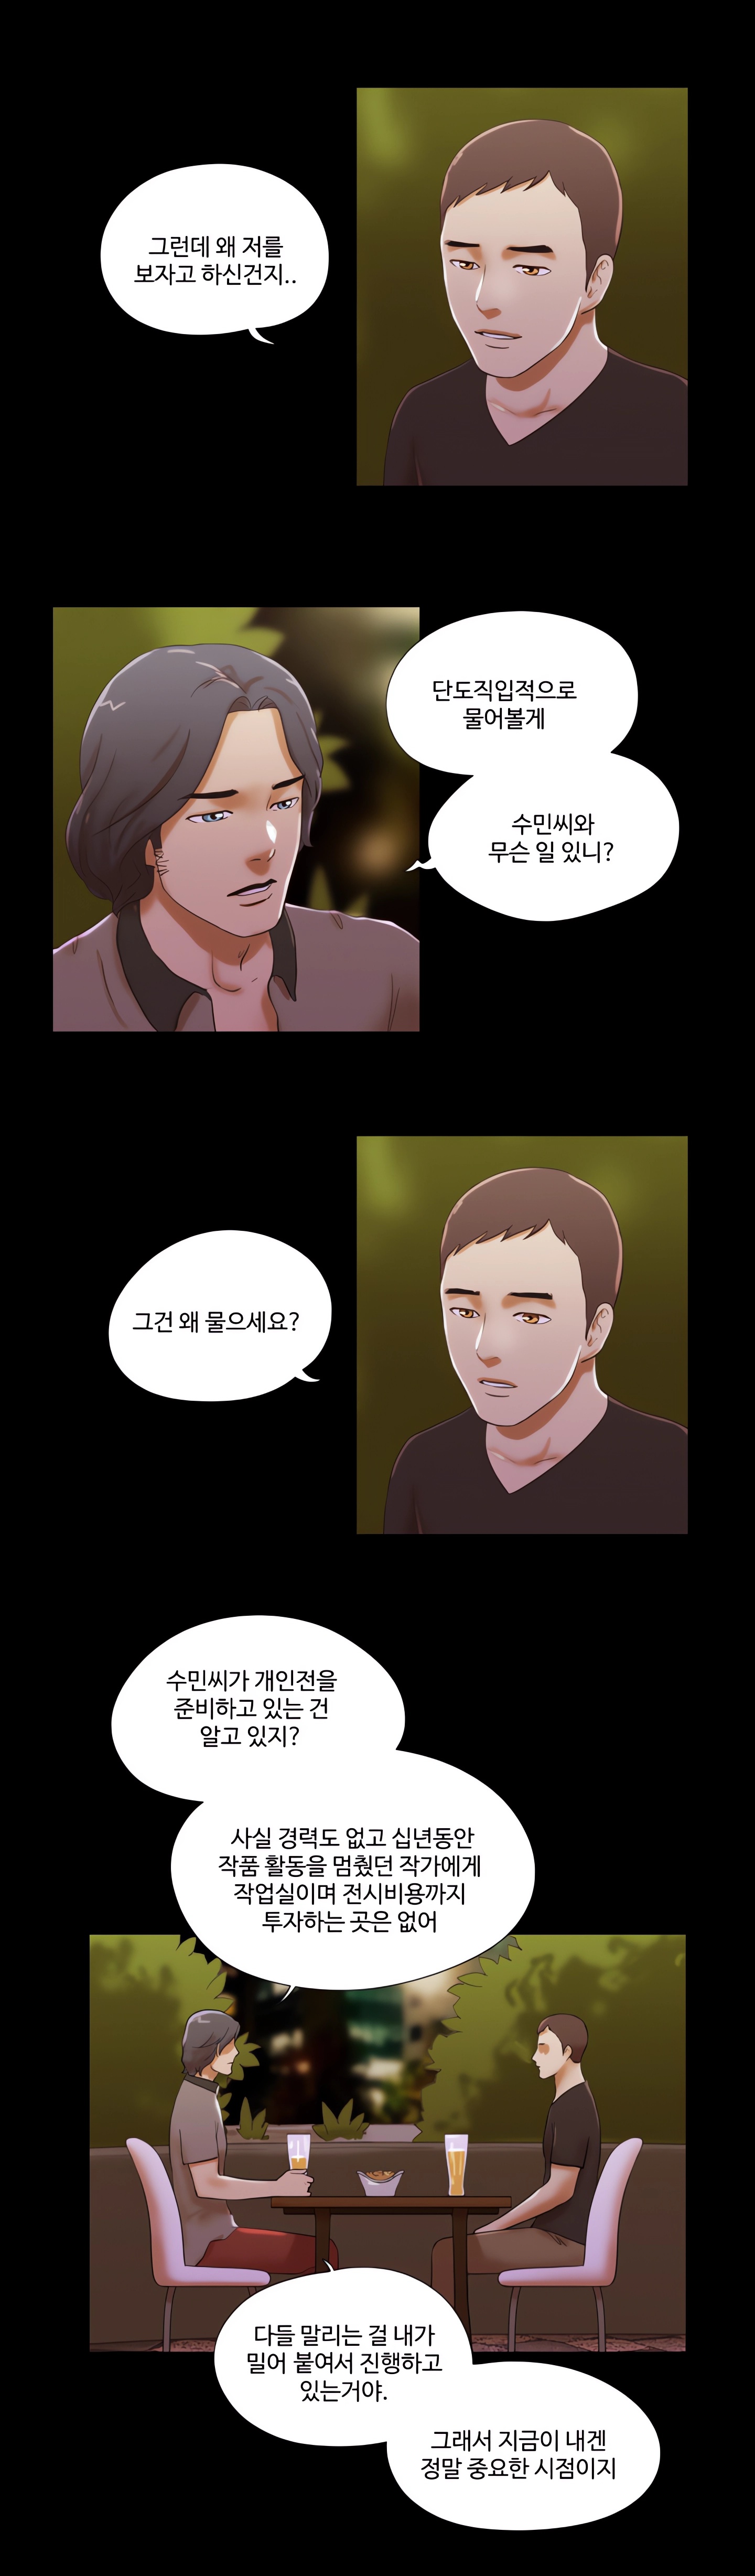 그런데 왜 저를
보자고 하신건지..
단도직입적으로
물어볼게
수민씨와
무슨 일 있니?
그건 왜 물으세요?
수민씨가 개인전을
준비하고 있는 건
알고 있지?
사실 경력도 없고 십년동안
작품 활동을 멈췄던 작가에게
작업실이며 전시비용까지
투자하는 곳은 없어
다들 말리는 걸 내가
밀어 붙여서 진행하고
있는거야.
그래서 지금이 내겐
정말 중요한 시점이지